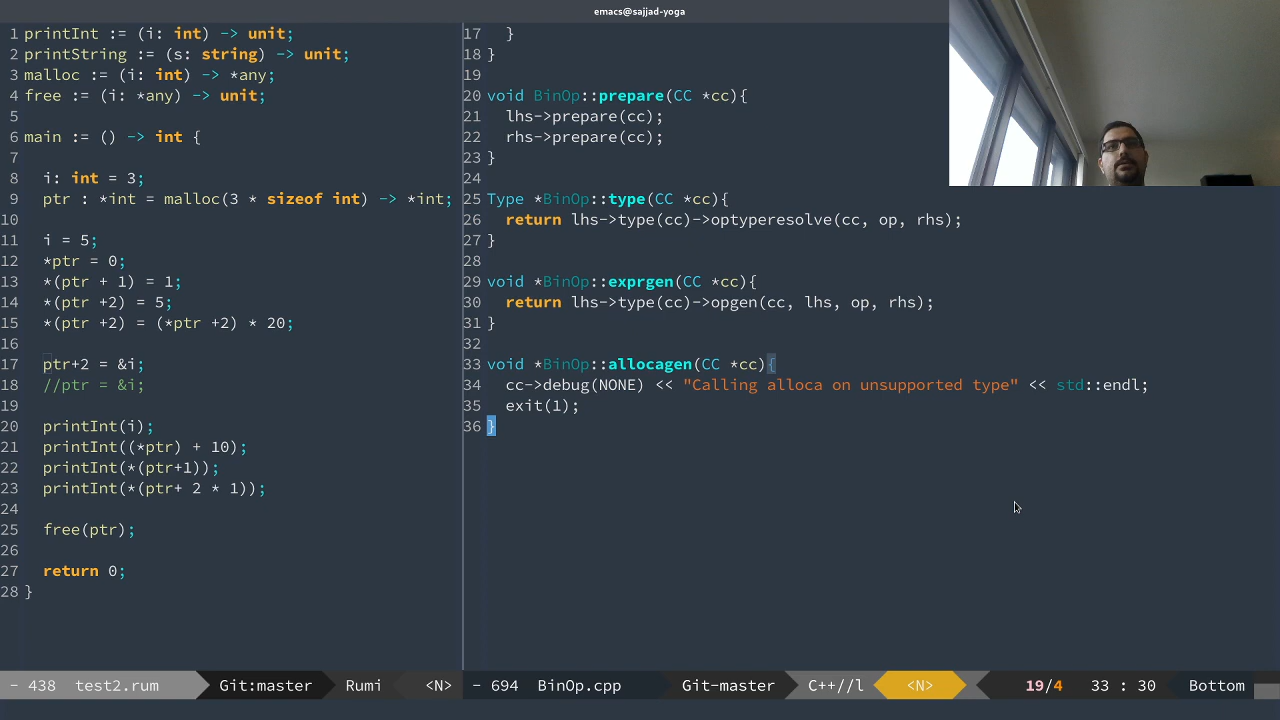 emacs@sajjad-yoga
1 printInt := (i: int) -> unit;
2 printString := (s: string) -> unit;
3 malloc := (i: int) -> *any;
4 free := (i: *any) -> unit;
5
6 main := () -> int {
7
8 i: int = 3;
9 ptr : *int = malloc(3 * sizeof int) -> *int;
10
11 i = 5;
12 *ptr = 0;
13 *(ptr + 1) = 1;
14 *(ptr +2) = 5;
15 *(ptr +2) = (*ptr +2) * 20;
16
17 ptr+2 = &i;
18 //ptr = &i;
19
20 printInt(i);
21 printInt((*ptr) + 10);
22 printInt(*(ptr+1));
23 printInt(*(ptr+ 2 * 1));
24
25 free(ptr);
26
27 return 0;
28 }
17 }
18 }
19
20 void BinOp::prepare(CC *cc){
21 lhs->prepare(cc);
22 rhs->prepare(cc);
23 }
24
25 Type *BinOp::type(CC *cc){
26 return lhs->type(cc)->optyperesolve(cc, op, rhs);
27 }
28
29 void *BinOp::exprgen(CC *cc){
30 return lhs->type(cc)->opgen(cc, lhs, op, rhs);
31 }
32
33 void *BinOp::allocagen(CC *cc){
34 cc->debug(NONE) << "Calling alloca on unsupported type" << std::endl;
35 exit(1);
36 }
- 438 test2.rum Git:master Rumi <N>
- 694 BinOp.cpp Git-master C++//l <N> 19/4 33 : 30 Bottom